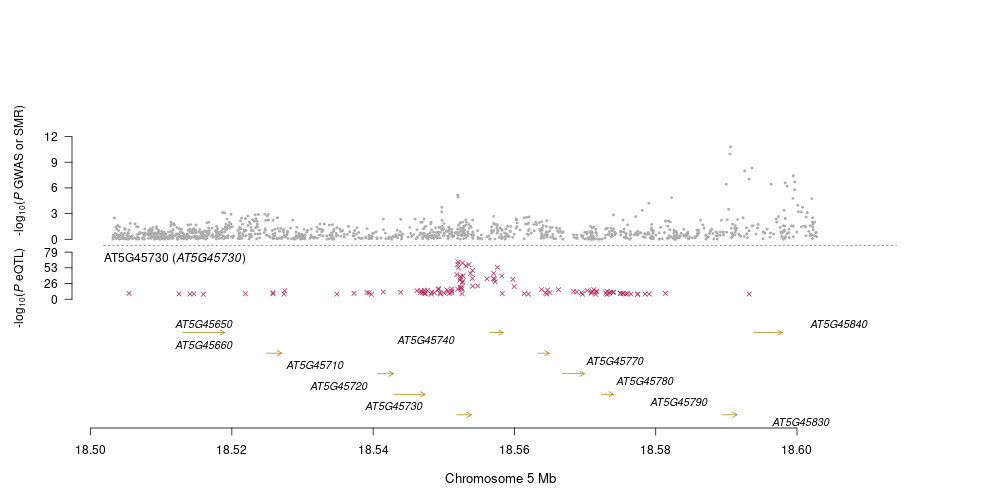 -log10(P GWAS or SMR)
12
9
6
3
0
-log10(P eQTL)
79
53
26
0
AT5G45730 (AT5G45730)
AT5G45650
AT5G45840
AT5G45660
AT5G45740
AT5G45710
AT5G45770
AT5G45720
AT5G45780
AT5G45730
AT5G45790
AT5G45830
18.50 18.52 18.54 18.56 18.58 18.60
Chromosome 5 Mb